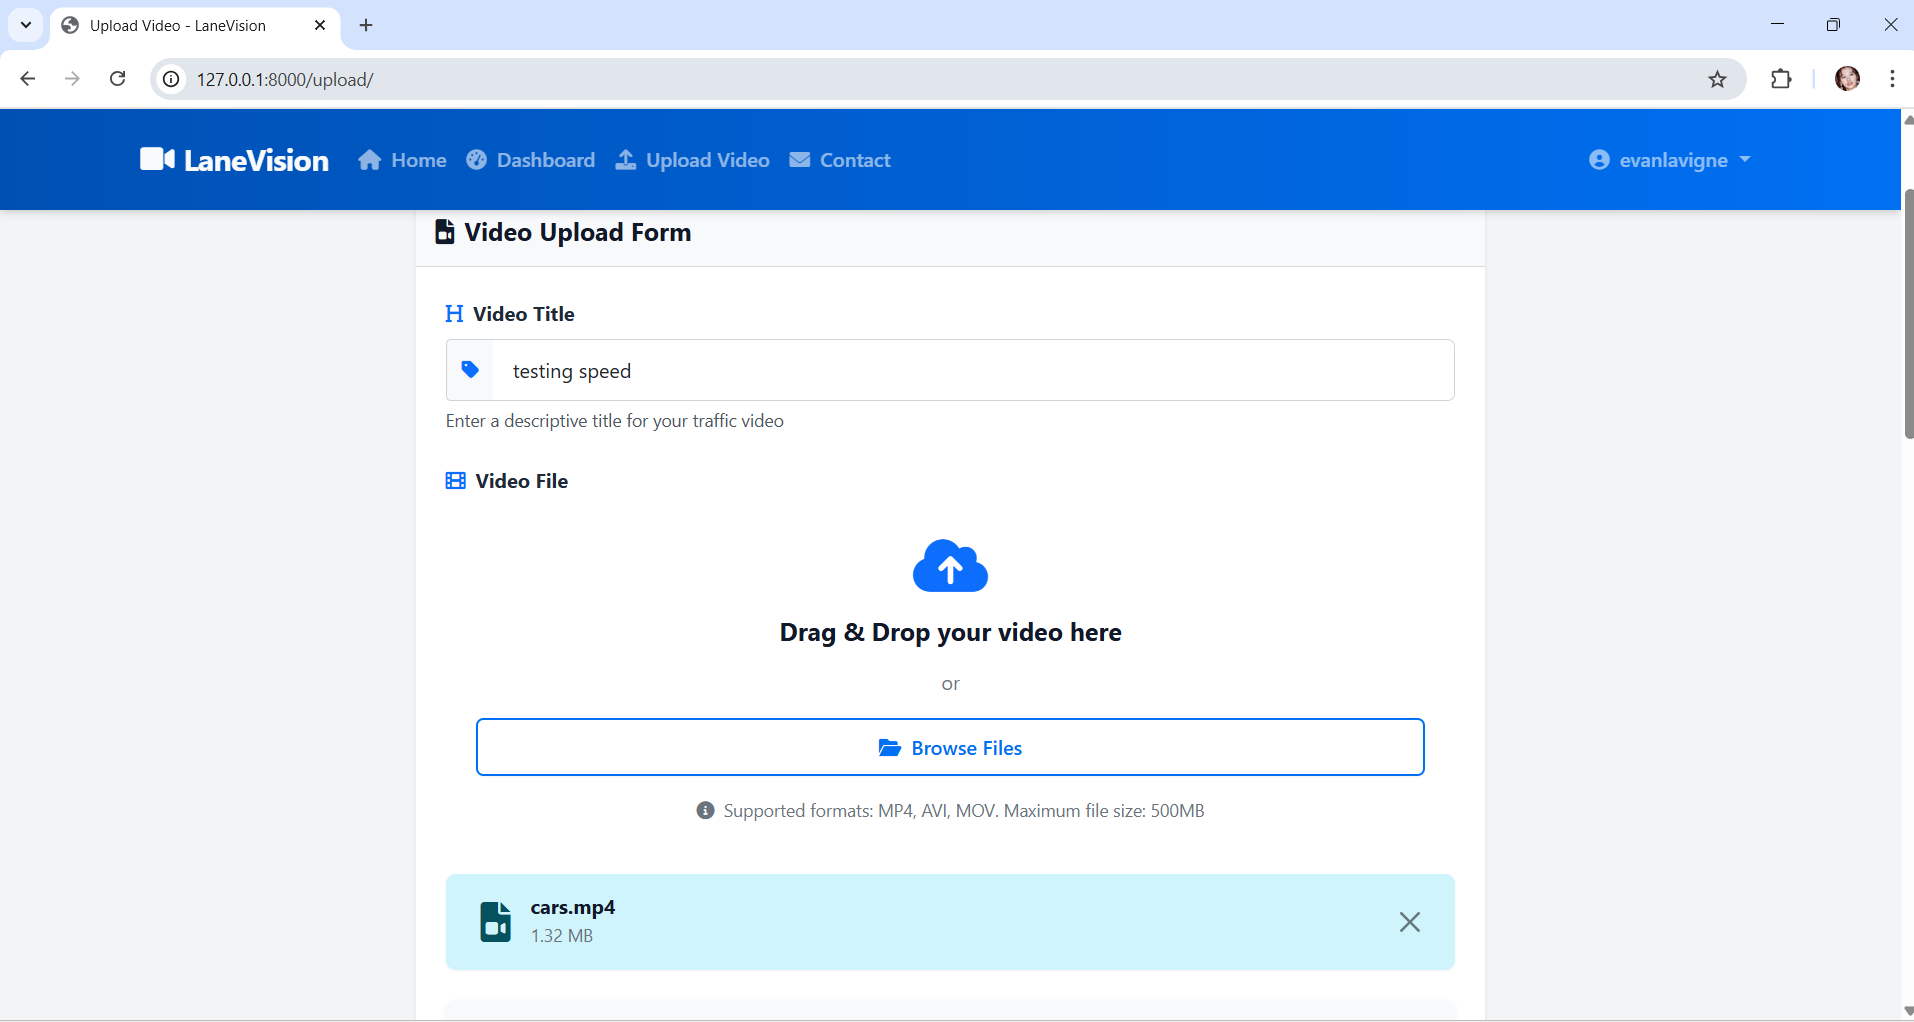 Upload Video - LaneVision
127.0.0.1:8000/upload/
LaneVision Home Dashboard Upload Video Contact evanlavigne
Video Upload Form
Video Title
testing speed
Enter a descriptive title for your traffic video
Video File
Drag & Drop your video here
or
Browse Files
Supported formats: MP4, AVI, MOV. Maximum file size: 500MB
cars.mp4
1.32 MB